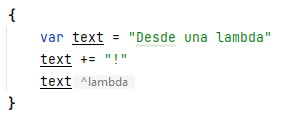 {
var text = "Desde una lambda"
text += "!"
text ^lambda
}